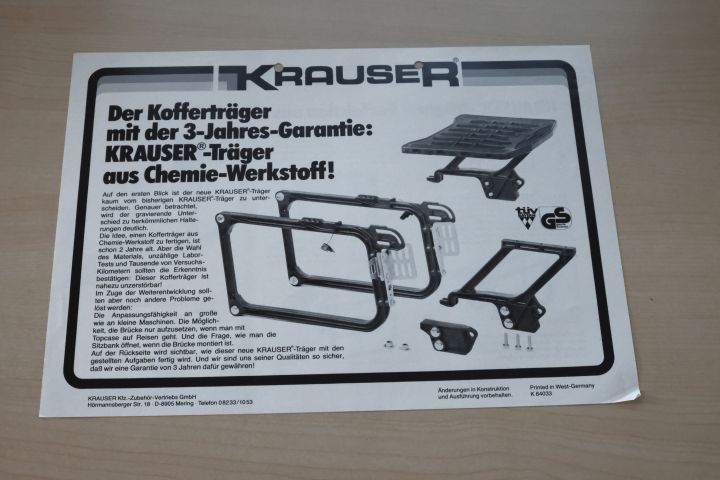 KRAUSER®
Der Kofferträger
mit der 3-Jahres-Garantie:
KRAUSER®-Träger
aus Chemie-Werkstoff!
Auf den ersten Blick ist der neue KRAUSER®-Träger
kaum vom bisherigen KRAUSER®-Träger zu unter-
scheiden. Genauer betrachtet,
wird der gravierende Unter-
schied zu herkömmlichen Halte-
rungen deutlich.
Die Idee, einen Kofferträger aus
Chemie-Werkstoff zu fertigen, ist
schon 2 Jahre alt. Aber die Wahl
des Materials, unzählige Labor-
Tests und Tausende von Versuchs-
Kilometern sollten die Erkenntnis
bestätigen: Dieser Kofferträger ist
nahezu unzerstörbar!
Im Zuge der Weiterentwicklung soll-
ten aber noch andere Probleme ge-
löst werden:
Die Anpassungsfähigkeit an große
wie an kleine Maschinen. Die Möglich-
keit, die Brücke nur aufzusetzen, wenn man mit
Topcase auf Reisen geht. Und die Frage, wie man die
Sitzbank öffnet, wenn die Brücke montiert ist.
Auf der Rückseite wird sichtbar, wie dieser neue KRAUSER®-Träger mit den
gestellten Aufgaben fertig wird. Und wir sind uns seiner Qualitäten so sicher,
daß wir eine Garantie von 3 Jahren dafür gewähren!
TÜV
GS
KRAUSER Kfz.-Zubehör-Vertriebs GmbH
Hörmannsberger Str. 18 · D-8905 Mering · Telefon 0 82 33 / 10 53
Änderungen in Konstruktion
und Ausführung vorbehalten.
Printed in West-Germany
K 84033